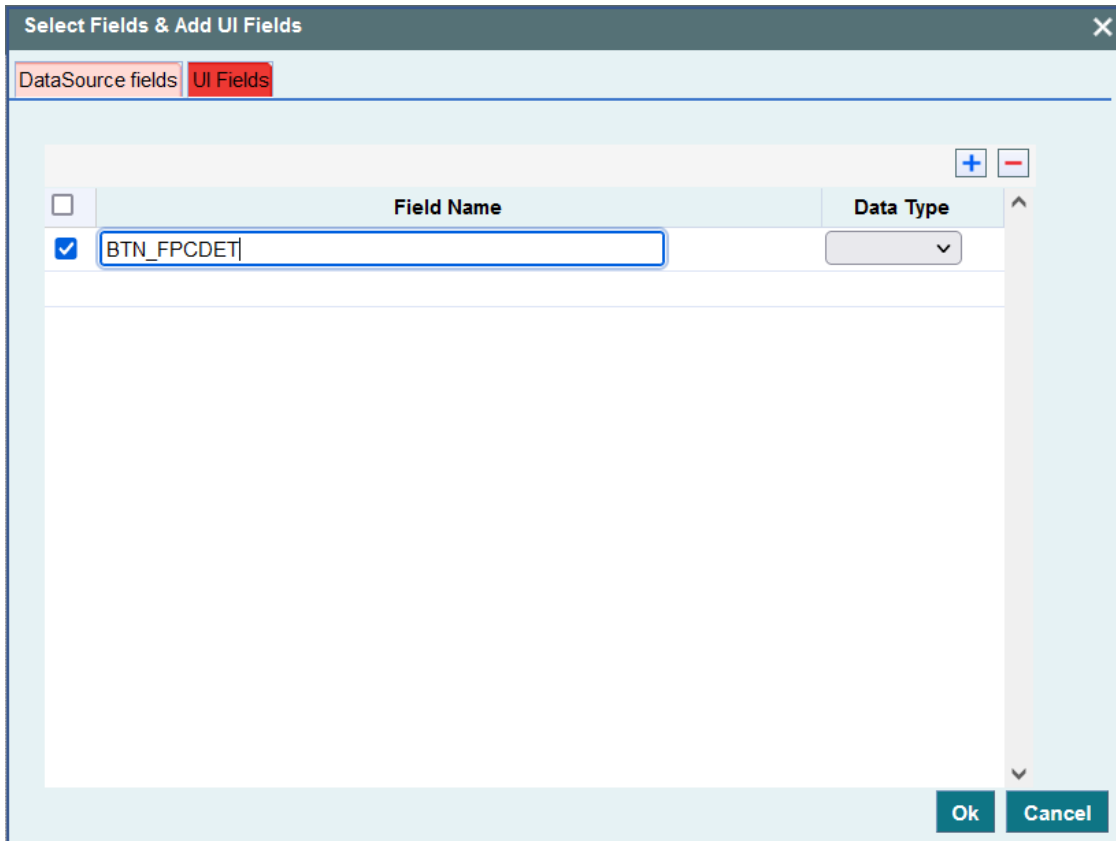 Select Fields & Add UI Fields
DataSource fields UI Fields
Field Name Data Type
BTN_FPCDET
Ok Cancel